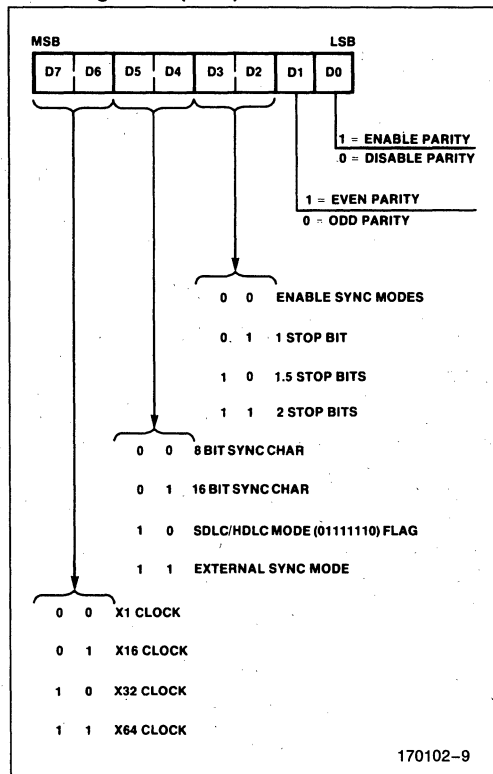 MSB LSB
D7 D6 D5 D4 D3 D2 D1 D0
1 = ENABLE PARITY
0 = DISABLE PARITY
1 = EVEN PARITY
0 = ODD PARITY
0 0 ENABLE SYNC MODES
0 1 1 STOP BIT
1 0 1.5 STOP BITS
1 1 2 STOP BITS
0 0 8 BIT SYNC CHAR
0 1 16 BIT SYNC CHAR
1 0 SDLC/HDLC MODE (01111110) FLAG
1 1 EXTERNAL SYNC MODE
0 0 X1 CLOCK
0 1 X16 CLOCK
1 0 X32 CLOCK
1 1 X64 CLOCK
170102-9